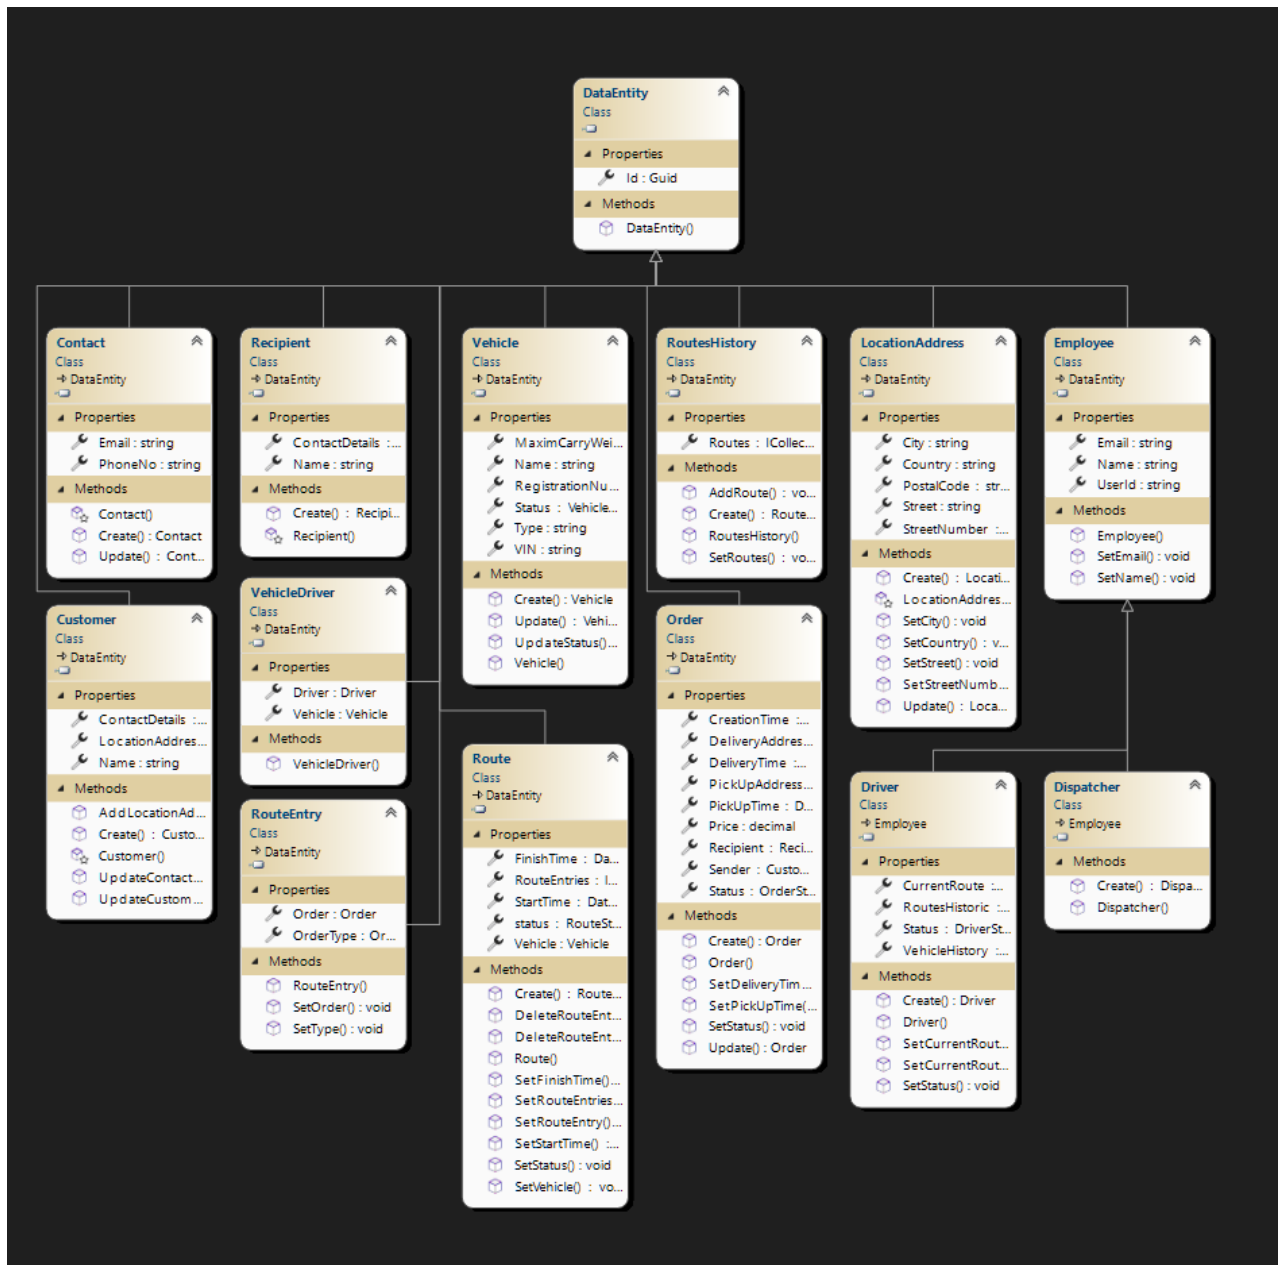 DataEntity
Class
Properties
Id : Guid
Methods
DataEntity()
Contact
Class
DataEntity
Properties
Email : string
PhoneNo : string
Methods
Contact()
Create() : Contact
Update() : Cont...
Recipient
Class
DataEntity
Properties
ContactDetails :...
Name : string
Methods
Create() : Recipi...
Recipient()
Vehicle
Class
DataEntity
Properties
MaximCarryWei...
Name : string
RegistrationNu...
Status : Vehicle...
Type : string
VIN : string
Methods
Create() : Vehicle
Update() : Vehi...
UpdateStatus()...
Vehicle()
RoutesHistory
Class
DataEntity
Properties
Routes : ICollec...
Methods
AddRoute() : vo...
Create() : Route...
RoutesHistory()
SetRoutes() : vo...
LocationAddress
Class
DataEntity
Properties
City : string
Country : string
PostalCode : str...
Street : string
StreetNumber :...
Methods
Create() : Locati...
LocationAddres...
SetCity() : void
SetCountry() : v...
SetStreet() : void
SetStreetNumb...
Update() : Loca...
Employee
Class
DataEntity
Properties
Email : string
Name : string
UserId : string
Methods
Employee()
SetEmail() : void
SetName() : void
Customer
Class
DataEntity
Properties
ContactDetails :...
LocationAddres...
Name : string
Methods
AddLocationAd...
Create() : Custo...
Customer()
UpdateContact...
UpdateCustom...
VehicleDriver
Class
DataEntity
Properties
Driver : Driver
Vehicle : Vehicle
Methods
VehicleDriver()
RouteEntry
Class
DataEntity
Properties
Order : Order
OrderType : Or...
Methods
RouteEntry()
SetOrder() : void
SetType() : void
Route
Class
DataEntity
Properties
FinishTime : Da...
RouteEntries : I...
StartTime : Dat...
status : RouteSt...
Vehicle : Vehicle
Methods
Create() : Route...
DeleteRouteEnt...
DeleteRouteEnt...
Route()
SetFinishTime()...
SetRouteEntries...
SetRouteEntry()...
SetStartTime() :...
SetStatus() : void
SetVehicle() : vo...
Order
Class
DataEntity
Properties
CreationTime :...
DeliveryAddres...
DeliveryTime :...
PickUpAddress...
PickUpTime : D...
Price : decimal
Recipient : Reci...
Sender : Custo...
Status : OrderSt...
Methods
Create() : Order
Order()
SetDeliveryTim...
SetPickUpTime(...
SetStatus() : void
Update() : Order
Driver
Class
Employee
Properties
CurrentRoute :...
RoutesHistoric :...
Status : DriverSt...
VehicleHistory :...
Methods
Create() : Driver
Driver()
SetCurrentRout...
SetCurrentRout...
SetStatus() : void
Dispatcher
Class
Employee
Methods
Create() : Dispa...
Dispatcher()